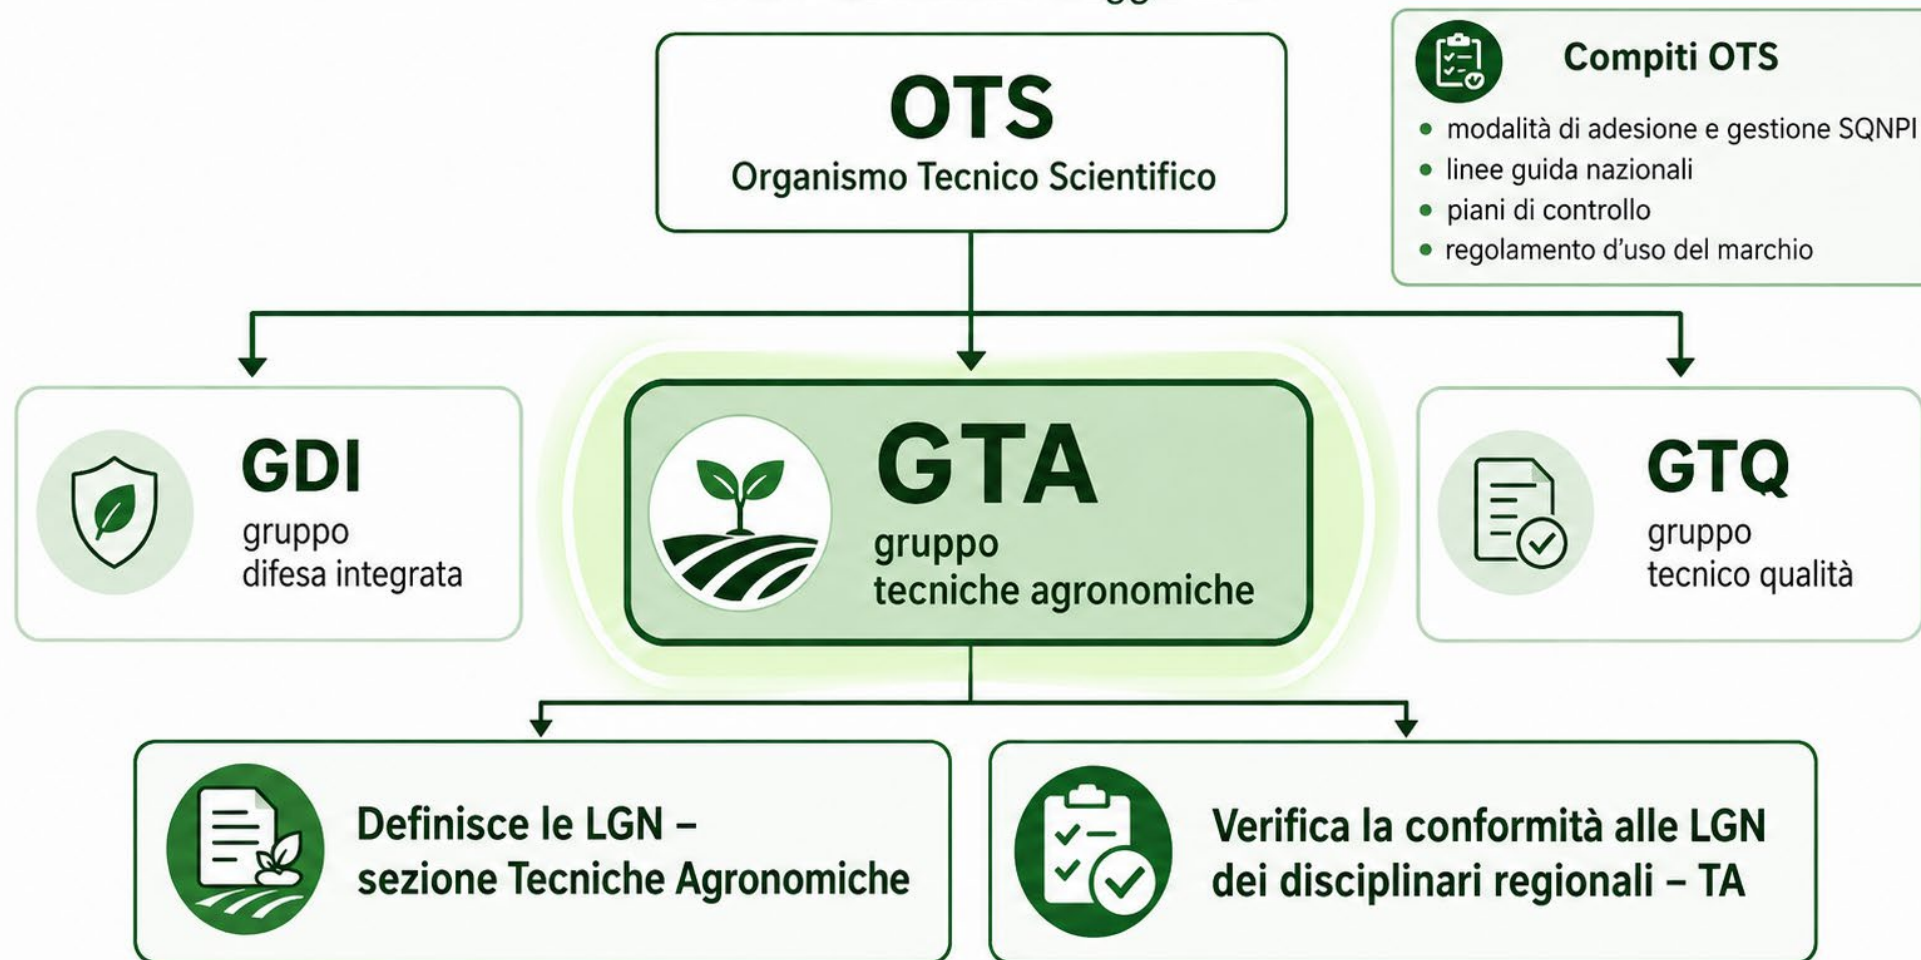 OTS
Organismo Tecnico Scientifico
Compiti OTS
• modalità di adesione e gestione SQNPI
• linee guida nazionali
• piani di controllo
• regolamento d'uso del marchio
GDI
gruppo
difesa integrata
GTA
gruppo
tecniche agronomiche
GTQ
gruppo
tecnico qualità
Definisce le LGN –
sezione Tecniche Agronomiche
Verifica la conformità alle LGN
dei disciplinari regionali – TA